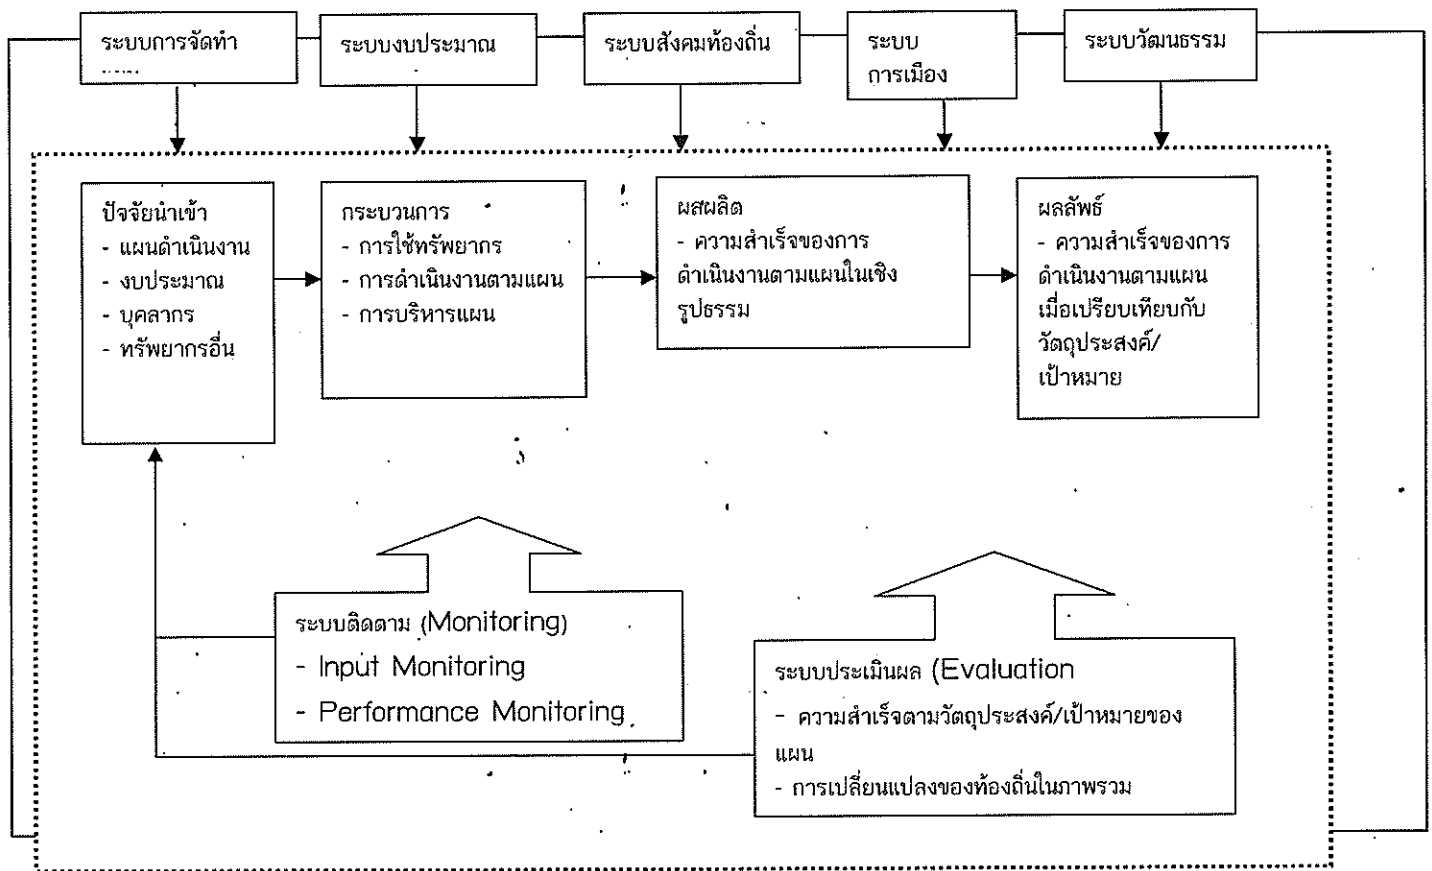 ระบบการจัดทำ
ระบบงบประมาณ
ระบบสังคมท้องถิ่น
ระบบ
การเมือง
ระบบวัฒนธรรม
ปัจจัยนำเข้า
- แผนดำเนินงาน
- งบประมาณ
- บุคลากร
- ทรัพยากรอื่น
กระบวนการ
- การใช้ทรัพยากร
- การดำเนินงานตามแผน
- การบริหารแผน
ผสผลิต
- ความสำเร็จของการ
ดำเนินงานตามแผนในเชิง
รูปธรรม
ผลลัพธ์
- ความสำเร็จของการ
ดำเนินงานตามแผน
เมื่อเปรียบเทียบกับ
วัตถุประสงค์/
เป้าหมาย
ระบบติดตาม (Monitoring)
- Input Monitoring
- Performance Monitoring
ระบบประเมินผล (Evaluation
- ความสำเร็จตามวัตถุประสงค์/เป้าหมายของ
แผน
- การเปลี่ยนแปลงของท้องถิ่นในภาพรวม